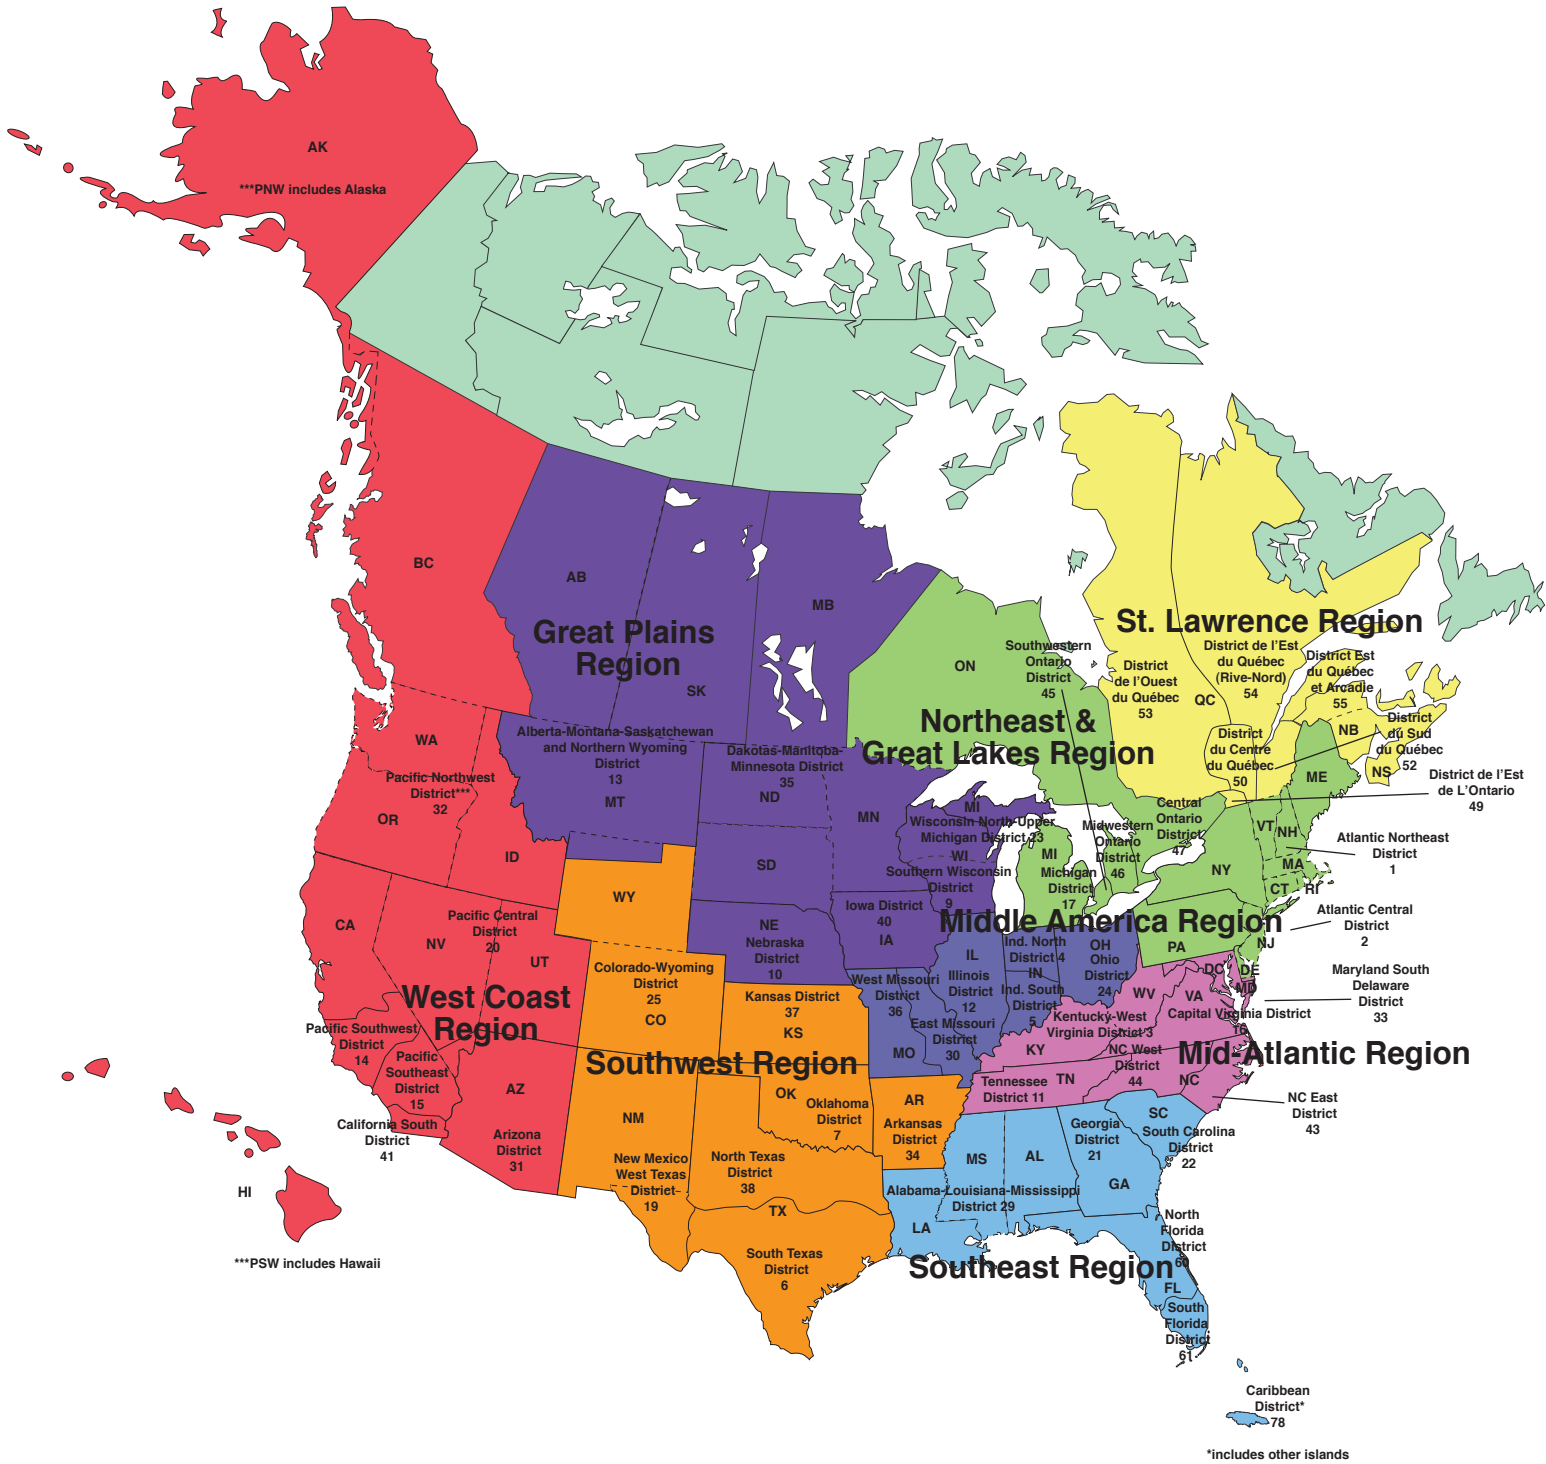 AK
***PNW includes Alaska
BC
AB
Great Plains
Region
SK
MB
Alberta-Montana-Saskatchewan
and Northern Wyoming
District
13
MT
Dakotas-Manitoba-
Minnesota District
35
ND
SD
MN
MI
Wisconsin North-Upper
Michigan District 23
WI
Southern Wisconsin
District
9
Iowa District
40
IA
NE
Nebraska
District
10
WA
Pacific Northwest
District***
32
OR
ID
CA
NV
Pacific Central
District
20
UT
West Coast
Region
Pacific Southwest
District
14
Pacific
Southeast
District
15
California South
District
41
AZ
Arizona
District
31
HI
***PSW includes Hawaii
WY
Colorado-Wyoming
District
25
CO
Kansas District
37
KS
Southwest Region
NM
New Mexico
West Texas
District
19
OK
Oklahoma
District
7
AR
Arkansas
District
34
North Texas
District
38
TX
South Texas
District
6
ON
Southwestern
Ontario
District
45
Northeast &
Great Lakes Region
Midwestern
Ontario
District
46
Central
Ontario
District
47
MI
Michigan
District
17
NY
VT
NH
ME
MA
CT
RI
PA
NJ
Atlantic Northeast
District
1
Atlantic Central
District
2
St. Lawrence Region
District
de l’Ouest
du Québec
53
QC
District de l’Est
du Québec
(Rive-Nord)
54
District Est
du Québec
et Arcadie
55
NB
NS
District
du Sud
du Québec
52
District
du Centre
du Québec
50
District de l’Est
de L’Ontario
49
Middle America Region
IL
Illinois
District
12
Ind. North
District 4
IN
Ind. South
District
5
OH
Ohio
District
24
West Missouri
District
36
MO
East Missouri
District
30
Mid-Atlantic Region
DC
DE
MD
Maryland South
Delaware
District
33
WV
VA
Capital Virginia District
16
Kentucky-West
Virginia District 3
KY
NC West
District
44
NC
NC East
District
43
TN
Tennessee
District 11
Southeast Region
MS
AL
Alabama-Louisiana-Mississippi
District 29
LA
Georgia
District
21
GA
SC
South Carolina
District
22
North
Florida
District
60
FL
South
Florida
District
61
Caribbean
District*
78
*includes other islands